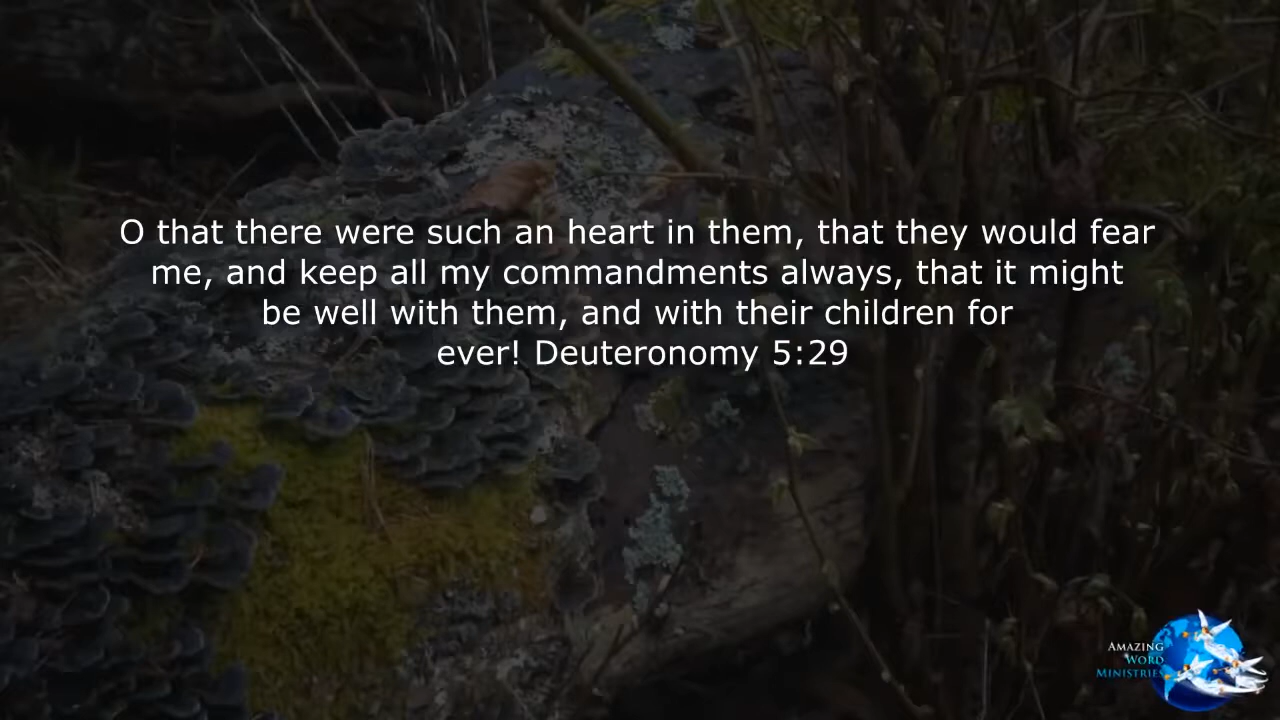 O that there were such an heart in them, that they would fear
me, and keep all my commandments always, that it might
be well with them, and with their children for
ever! Deuteronomy 5:29
AMAZING
WORD
MINISTRIES